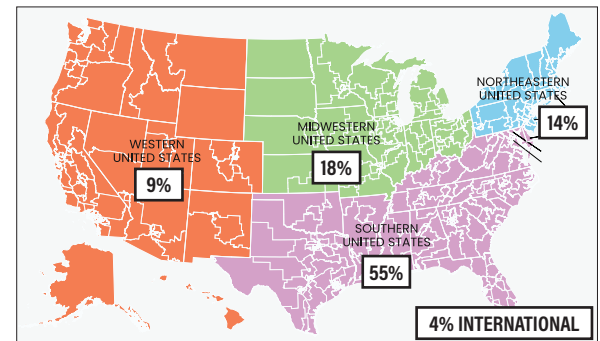 NORTHEASTERN
UNITED STATES
14%
MIDWESTERN
UNITED STATES
18%
WESTERN
UNITED STATES
9%
SOUTHERN
UNITED STATES
55%
4% INTERNATIONAL